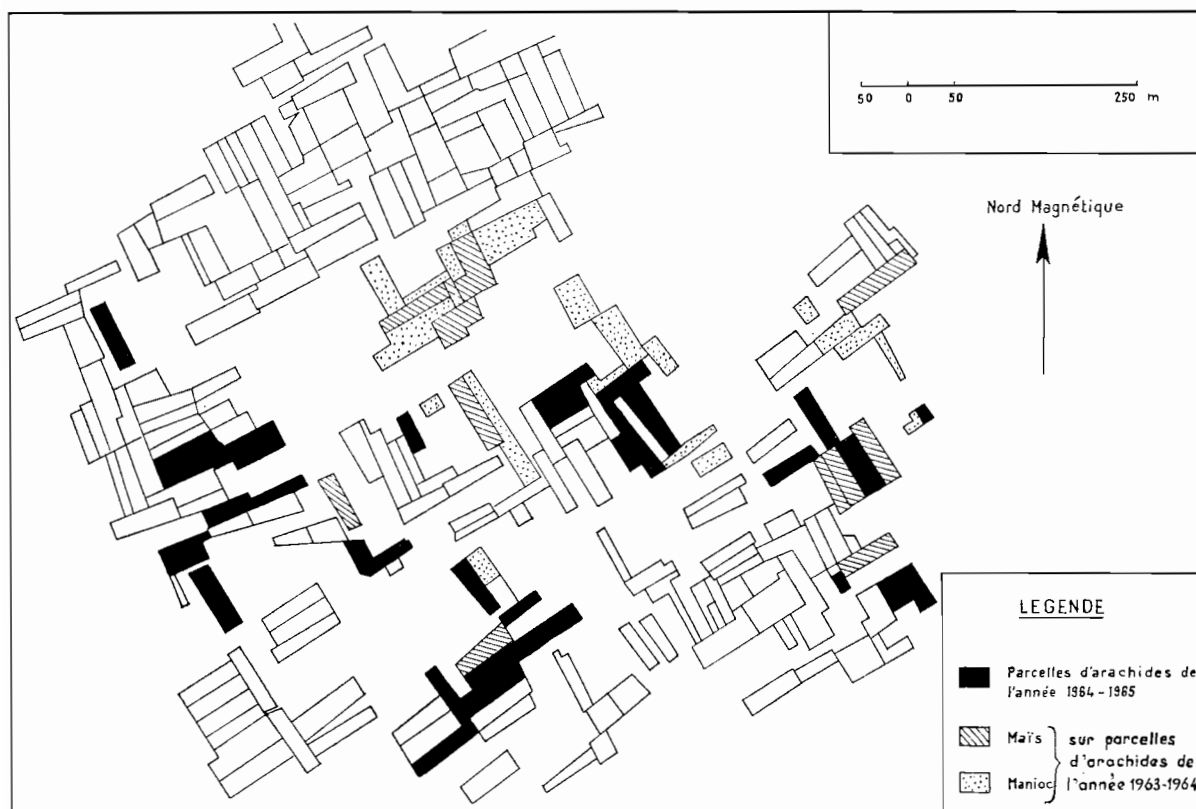 50 0 50 250 m
Nord Magnétique
LEGENDE
Parcelles d'arachides de
l'année 1964-1965
Maïs
sur parcelles
d'arachides de
Manioc
l'année 1963-1964